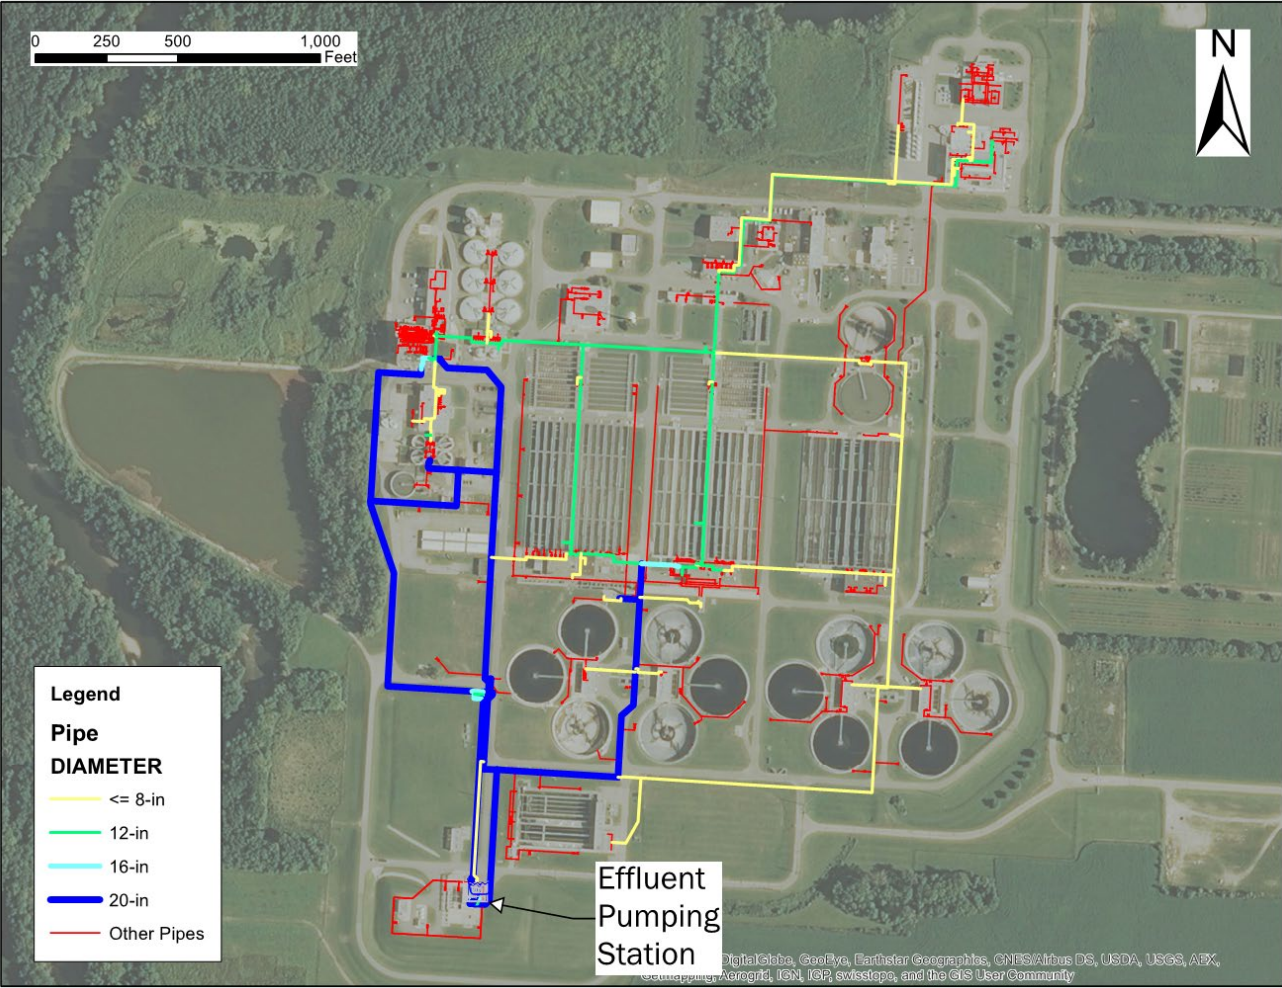 0 250 500 1,000
Feet
N
Legend
Pipe
DIAMETER
<= 8-in
12-in
16-in
20-in
Other Pipes
Effluent
Pumping
Station
DigitalGlobe, GeoEye, Earthstar Geographics, CNES/Airbus DS, USDA, USGS, AEX,
Getmapping, Aerogrid, IGN, IGP, swisstopo, and the GIS User Community